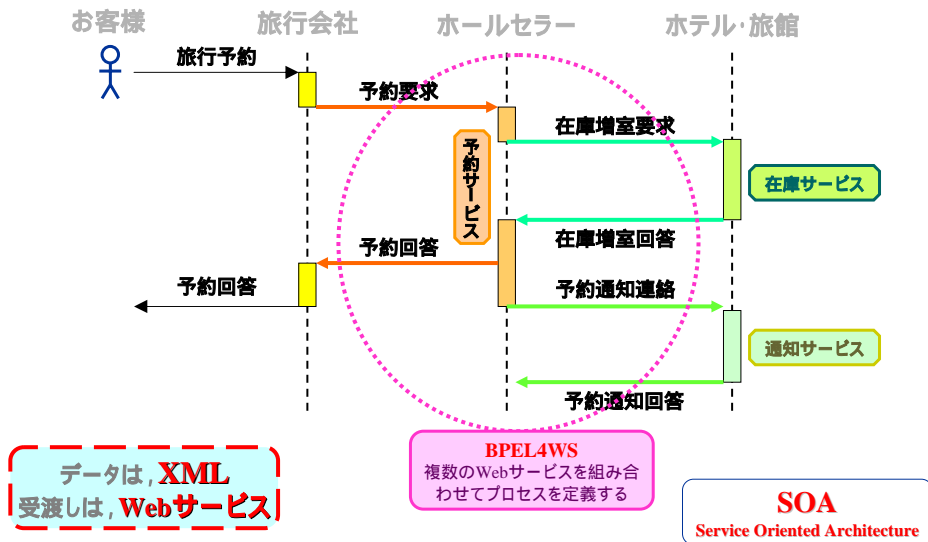 お客様
旅行会社
ホールセラー
ホテル・旅館
旅行予約
予約要求
在庫増室要求
予約サービス
在庫サービス
在庫増室回答
予約回答
予約回答
予約通知連絡
通知サービス
予約通知回答
データは,XML
受渡しは,Webサービス
BPEL4WS
複数のWebサービスを組み合
わせてプロセスを定義する
SOA
Service Oriented Architecture